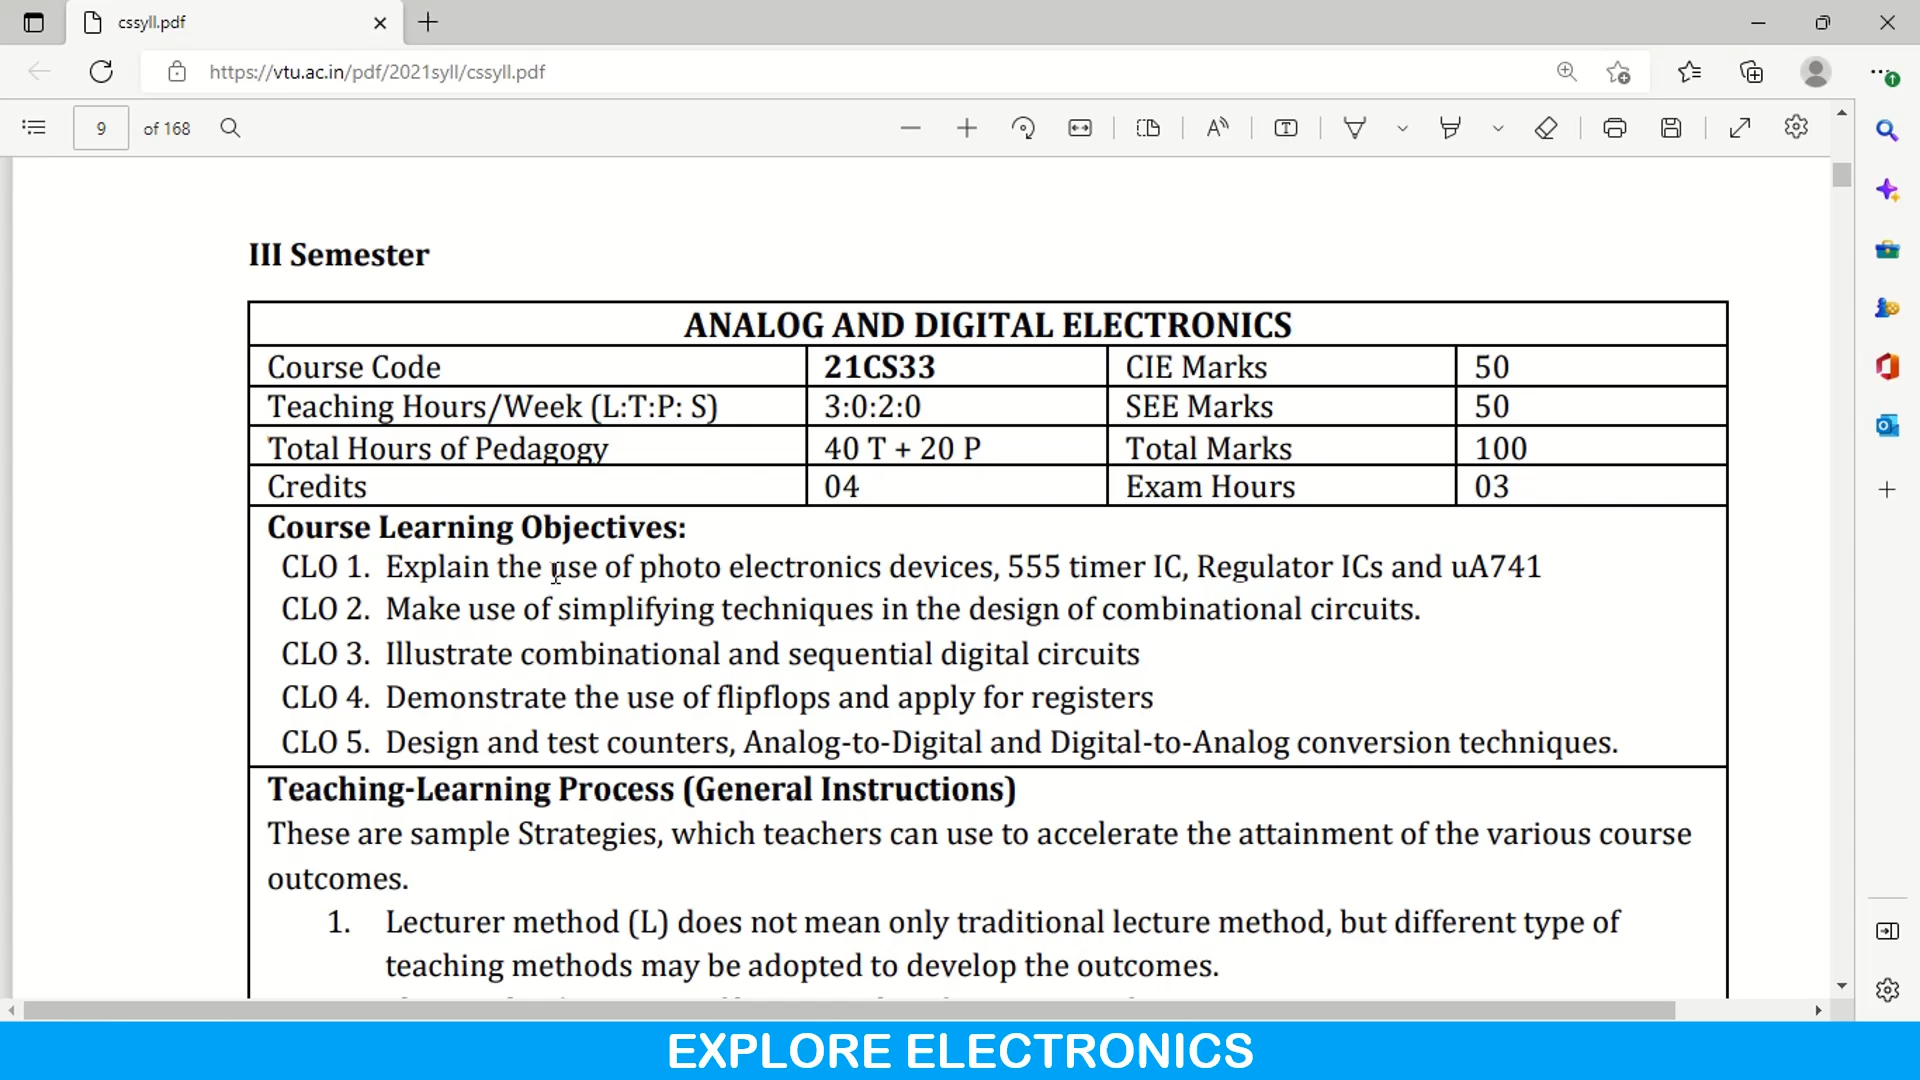 cssyll.pdf
https://vtu.ac.in/pdf/2021syll/cssyll.pdf
9 of 168
III Semester
ANALOG AND DIGITAL ELECTRONICS
Course Code 21CS33 CIE Marks 50
Teaching Hours/Week (L:T:P: S) 3:0:2:0 SEE Marks 50
Total Hours of Pedagogy 40 T + 20 P Total Marks 100
Credits 04 Exam Hours 03
Course Learning Objectives:
CLO 1. Explain the use of photo electronics devices, 555 timer IC, Regulator ICs and uA741
CLO 2. Make use of simplifying techniques in the design of combinational circuits.
CLO 3. Illustrate combinational and sequential digital circuits
CLO 4. Demonstrate the use of flipflops and apply for registers
CLO 5. Design and test counters, Analog-to-Digital and Digital-to-Analog conversion techniques.
Teaching-Learning Process (General Instructions)
These are sample Strategies, which teachers can use to accelerate the attainment of the various course
outcomes.
1. Lecturer method (L) does not mean only traditional lecture method, but different type of
teaching methods may be adopted to develop the outcomes.
EXPLORE ELECTRONICS